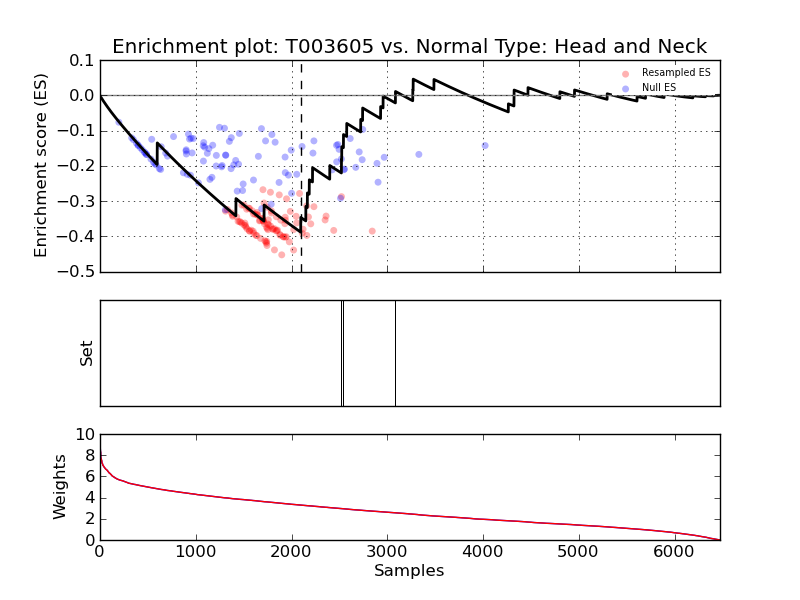 Enrichment plot: T003605 vs. Normal Type: Head and Neck
Enrichment score (ES)
0.1
0.0
−0.1
−0.2
−0.3
−0.4
−0.5
Resampled ES
Null ES
Set
Weights
10
8
6
4
2
0
0 1000 2000 3000 4000 5000 6000
Samples